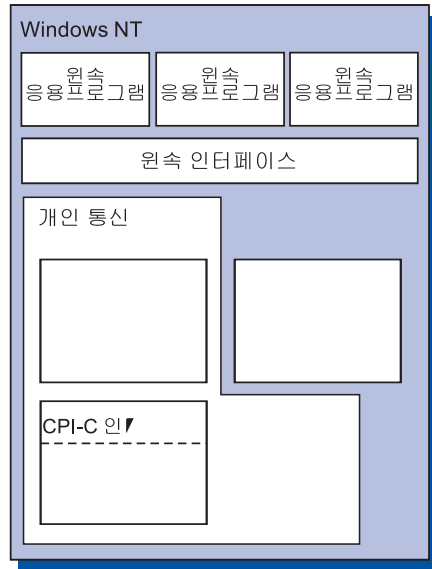 Windows NT
윈속 윈속 윈속
응용프로그램 응용프로그램 응용프로그램
윈속 인터페이스
개인 통신
CPI-C 인